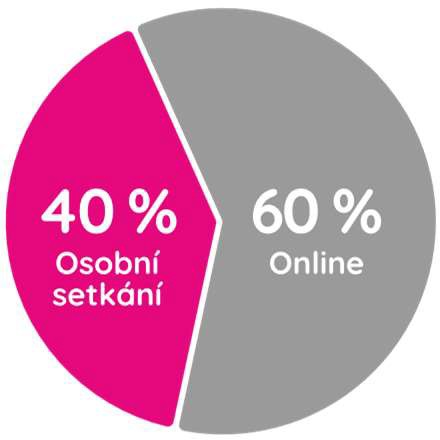 40 %
Osobní
setkání
60 %
Online